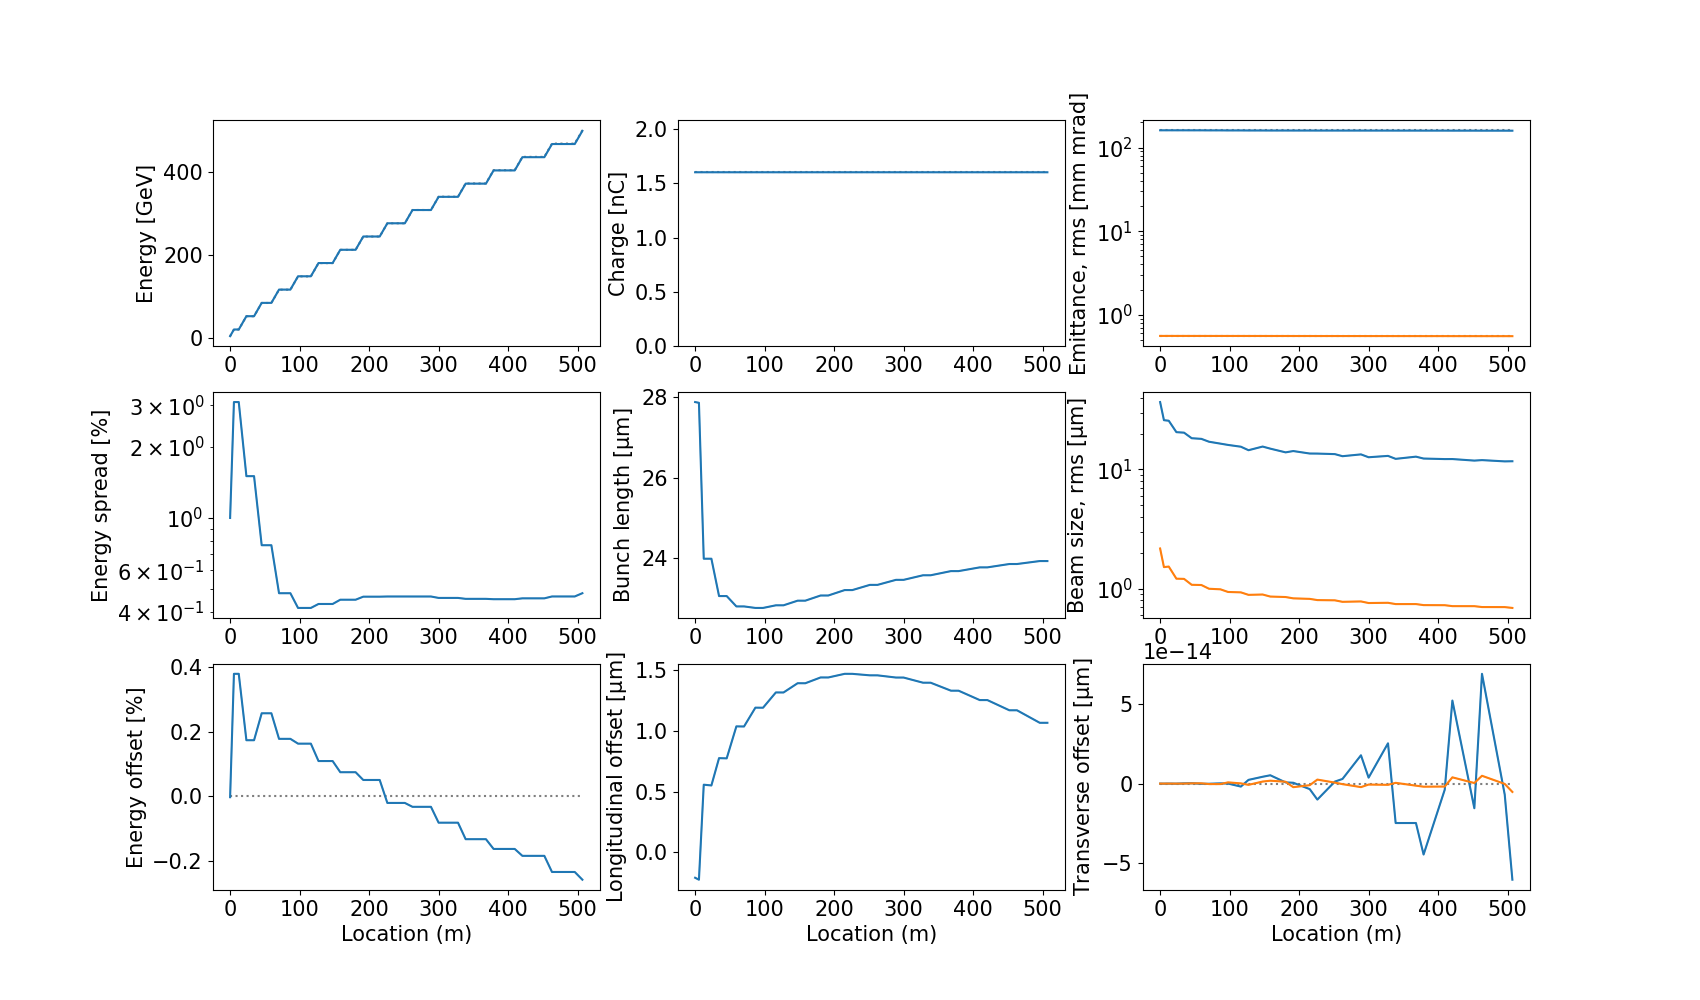 Energy [GeV]
400
200
0
0 100 200 300 400 500
Charge [nC]
2.0
1.5
1.0
0.5
0.0
0 100 200 300 400 500
Emittance, rms [mm mrad]
10²
10¹
10⁰
0 100 200 300 400 500
Energy spread [%]
3 × 10⁰
2 × 10⁰
10⁰
6 × 10⁻¹
4 × 10⁻¹
0 100 200 300 400 500
Bunch length [µm]
28
26
24
0 100 200 300 400 500
Beam size, rms [µm]
10¹
10⁰
0 100 200 300 400 500
Energy offset [%]
0.4
0.2
0.0
−0.2
0 100 200 300 400 500
Location (m)
Longitudinal offset [µm]
1.5
1.0
0.5
0.0
0 100 200 300 400 500
Location (m)
1e−14
Transverse offset [µm]
5
0
−5
0 100 200 300 400 500
Location (m)